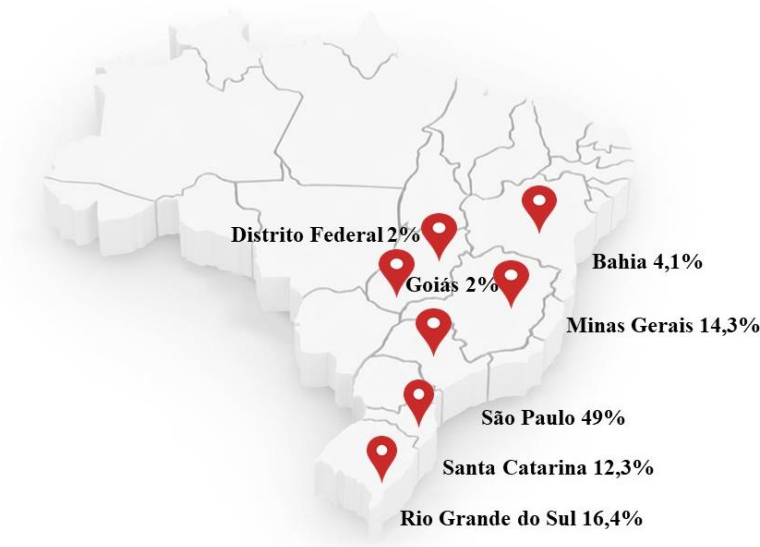 Distrito Federal 2%
Bahia 4,1%
Goiás 2%
Minas Gerais 14,3%
São Paulo 49%
Santa Catarina 12,3%
Rio Grande do Sul 16,4%